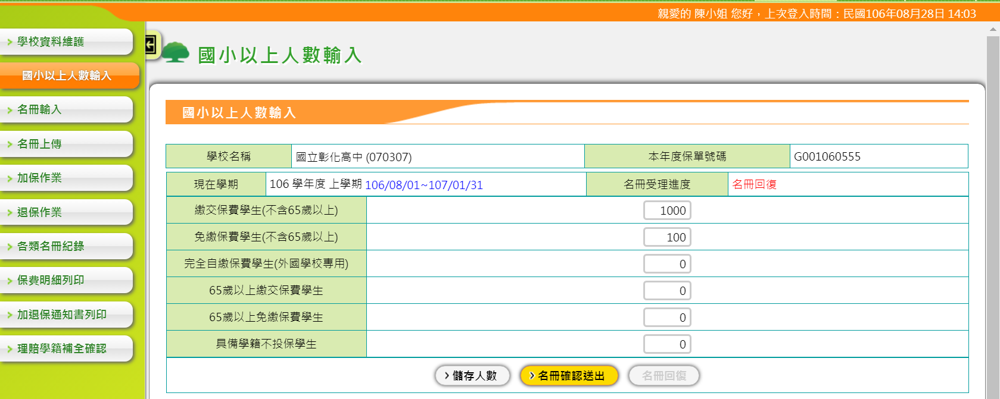 親愛的 陳小姐 您好，上次登入時間：民國106年08月28日 14:03
學校資料維護
國小以上人數輸入
名冊輸入
名冊上傳
加保作業
退保作業
各類名冊紀錄
保費明細列印
加退保通知書列印
理賠學籍補全確認
國小以上人數輸入
國小以上人數輸入
學校名稱 國立彰化高中 (070307) 本年度保單號碼 G001060555
現在學期 106 學年度 上學期 106/08/01~107/01/31 名冊受理進度 名冊回復
繳交保費學生(不含65歲以上) 1000
免繳保費學生(不含65歲以上) 100
完全自繳保費學生(外國學校專用) 0
65歲以上繳交保費學生 0
65歲以上免繳保費學生 0
具備學籍不投保學生 0
儲存人數 名冊確認送出 名冊回復